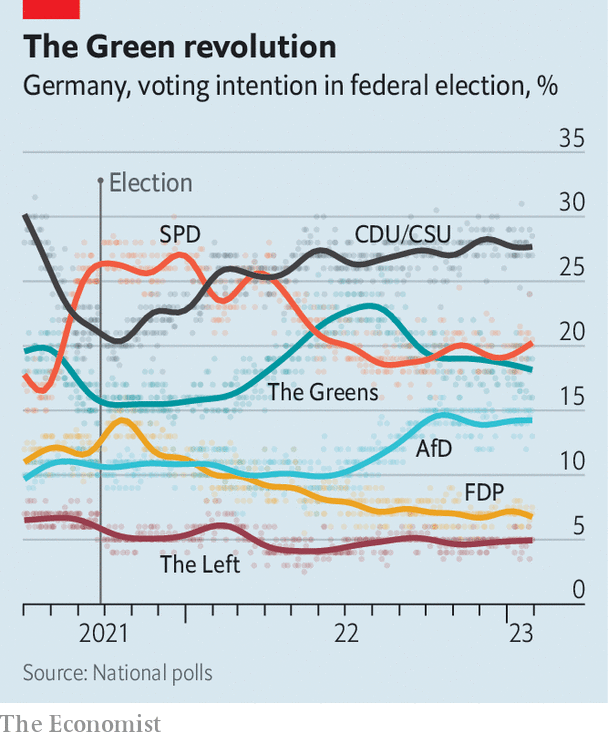 The Green revolution
Germany, voting intention in federal election, %
35
Election
30
SPD
CDU/CSU
25
20
The Greens
15
AfD
10
FDP
5
The Left
0
2021 22 23
Source: National polls
The Economist